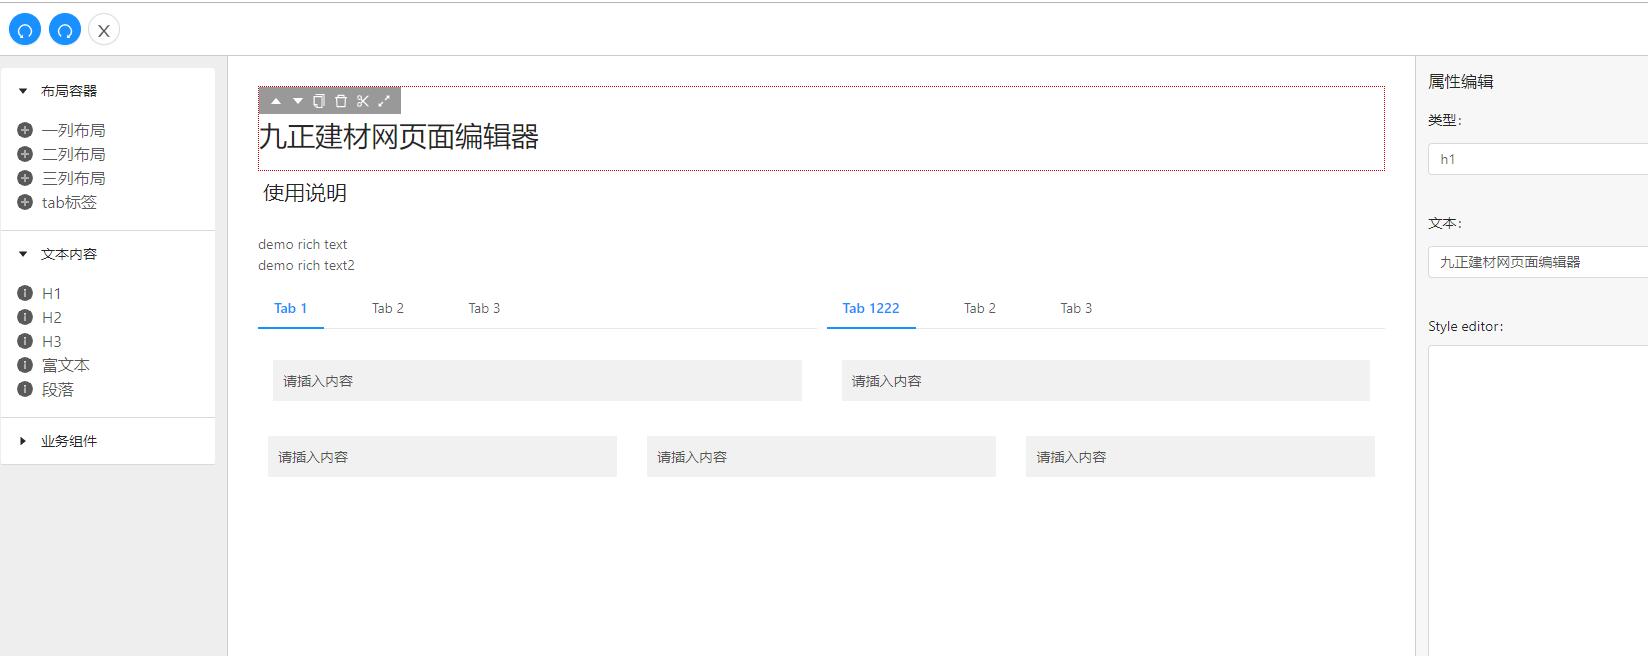 X
布局容器
一列布局
二列布局
三列布局
tab标签
文本内容
H1
H2
H3
富文本
段落
业务组件
九正建材网页面编辑器
使用说明
demo rich text
demo rich text2
Tab 1 Tab 2 Tab 3 Tab 1222 Tab 2 Tab 3
请插入内容 请插入内容
请插入内容 请插入内容 请插入内容
属性编辑
类型:
h1
文本:
九正建材网页面编辑器
Style editor: